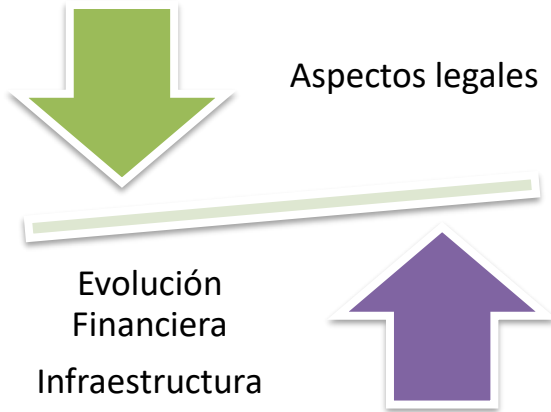 Aspectos legales
Evolución
Financiera
Infraestructura